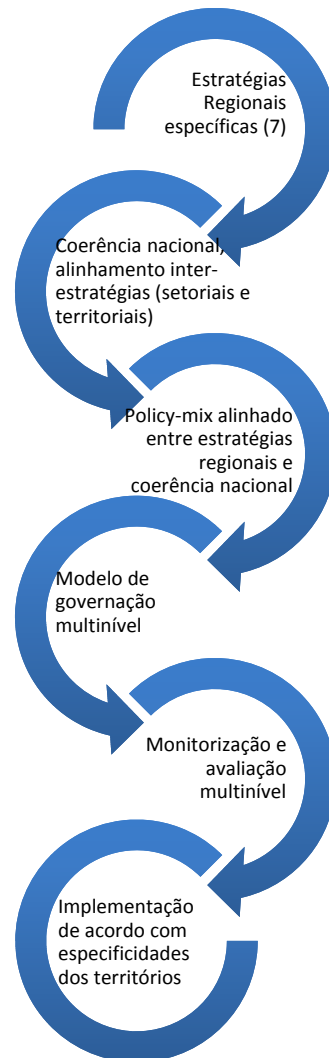 Estratégias
Regionais
específicas (7)
Coerência nacional,
alinhamento inter-
estratégias (setoriais e
territoriais)
Policy-mix alinhado
entre estratégias
regionais e
coerência nacional
Modelo de
governação
multinível
Monitorização e
avaliação
multinível
Implementação
de acordo com
especificidades
dos territórios